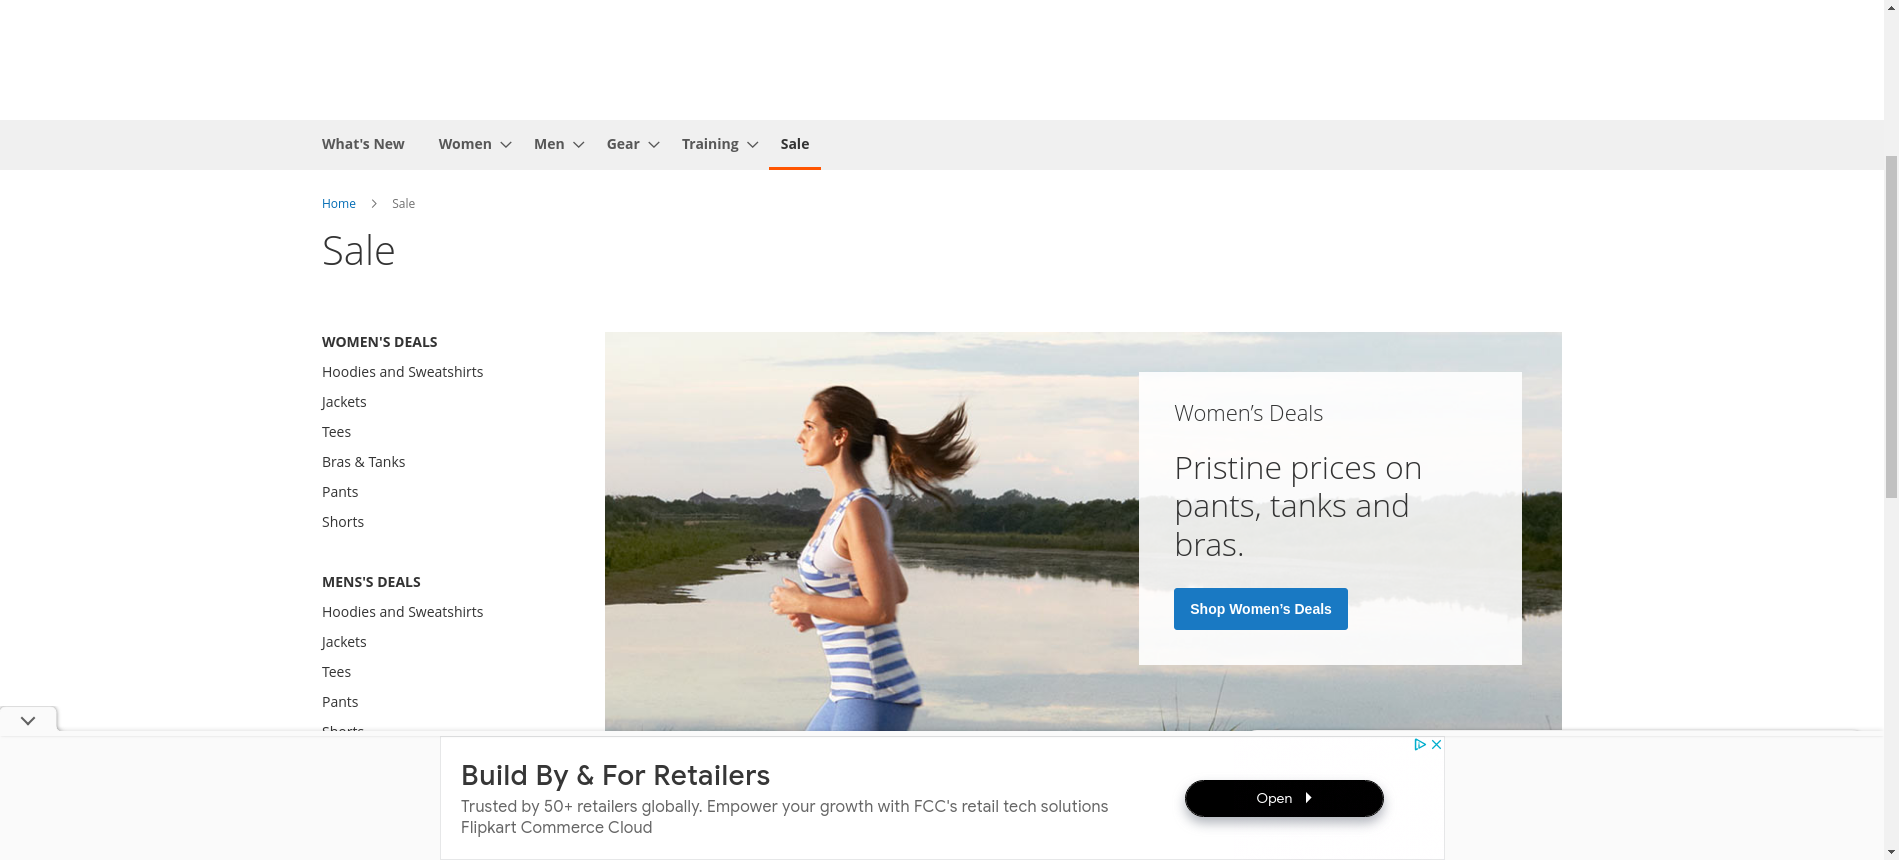 What's New Women Men Gear Training Sale
Home Sale
Sale
WOMEN'S DEALS
Hoodies and Sweatshirts
Jackets
Tees
Bras & Tanks
Pants
Shorts
MENS'S DEALS
Hoodies and Sweatshirts
Jackets
Tees
Pants
Shorts
Women’s Deals
Pristine prices on
pants, tanks and
bras.
Shop Women’s Deals
Build By & For Retailers
Trusted by 50+ retailers globally. Empower your growth with FCC's retail tech solutions
Flipkart Commerce Cloud
Open